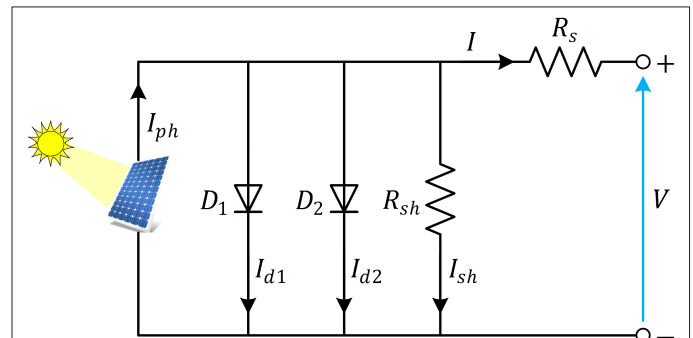 I R_s +
I_ph
D_1 D_2 R_sh V
I_d1 I_d2 I_sh
−